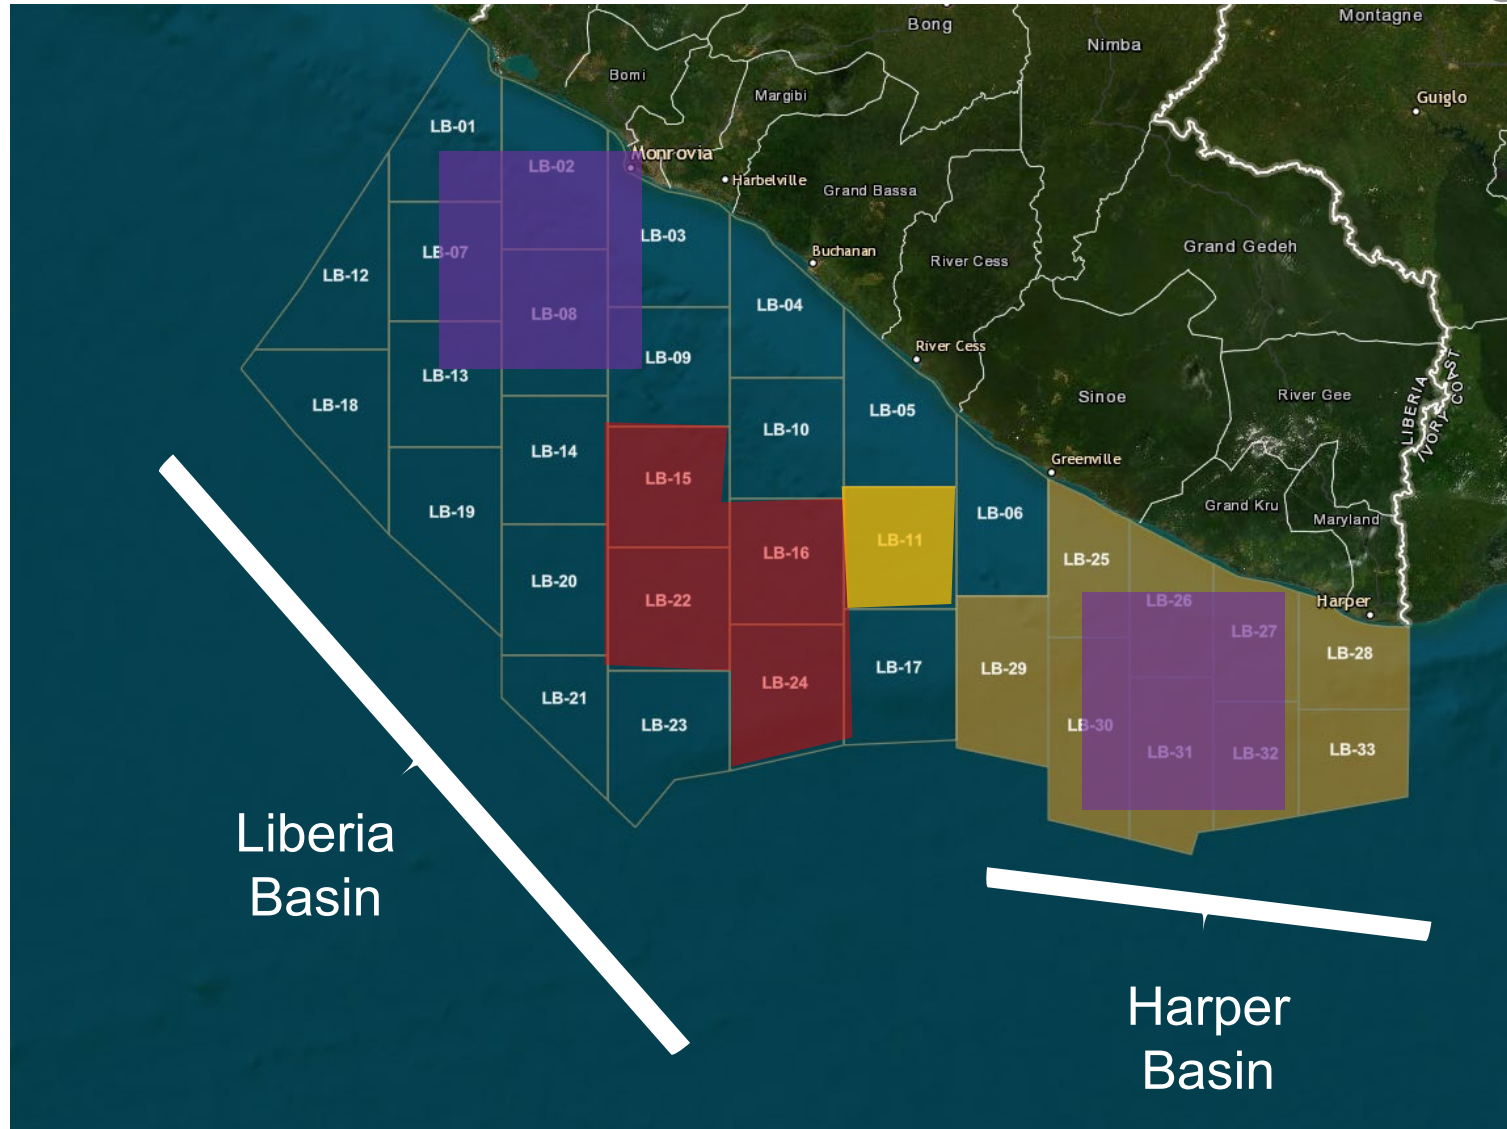 Montagne
Bong
Nimba
Bomi
Margibi
Guiglo
LB-01
Monrovia
LB-02
Harbelville
Grand Bassa
LB-03
Grand Gedeh
LB-07
Buchanan
River Cess
LB-12
LB-04
LB-08
River Cess
LB-09
LB-13
LIBERIA
IVORY COAST
Sinoe
River Gee
LB-18
LB-05
LB-10
LB-14
Greenville
LB-15
Grand Kru
LB-19
LB-06
Maryland
LB-11
LB-16
LB-25
LB-20
LB-22
LB-26
Harper
LB-27
LB-28
LB-17
LB-29
LB-24
LB-21
LB-23
LB-30
LB-31
LB-32
LB-33
Liberia
Basin
Harper
Basin